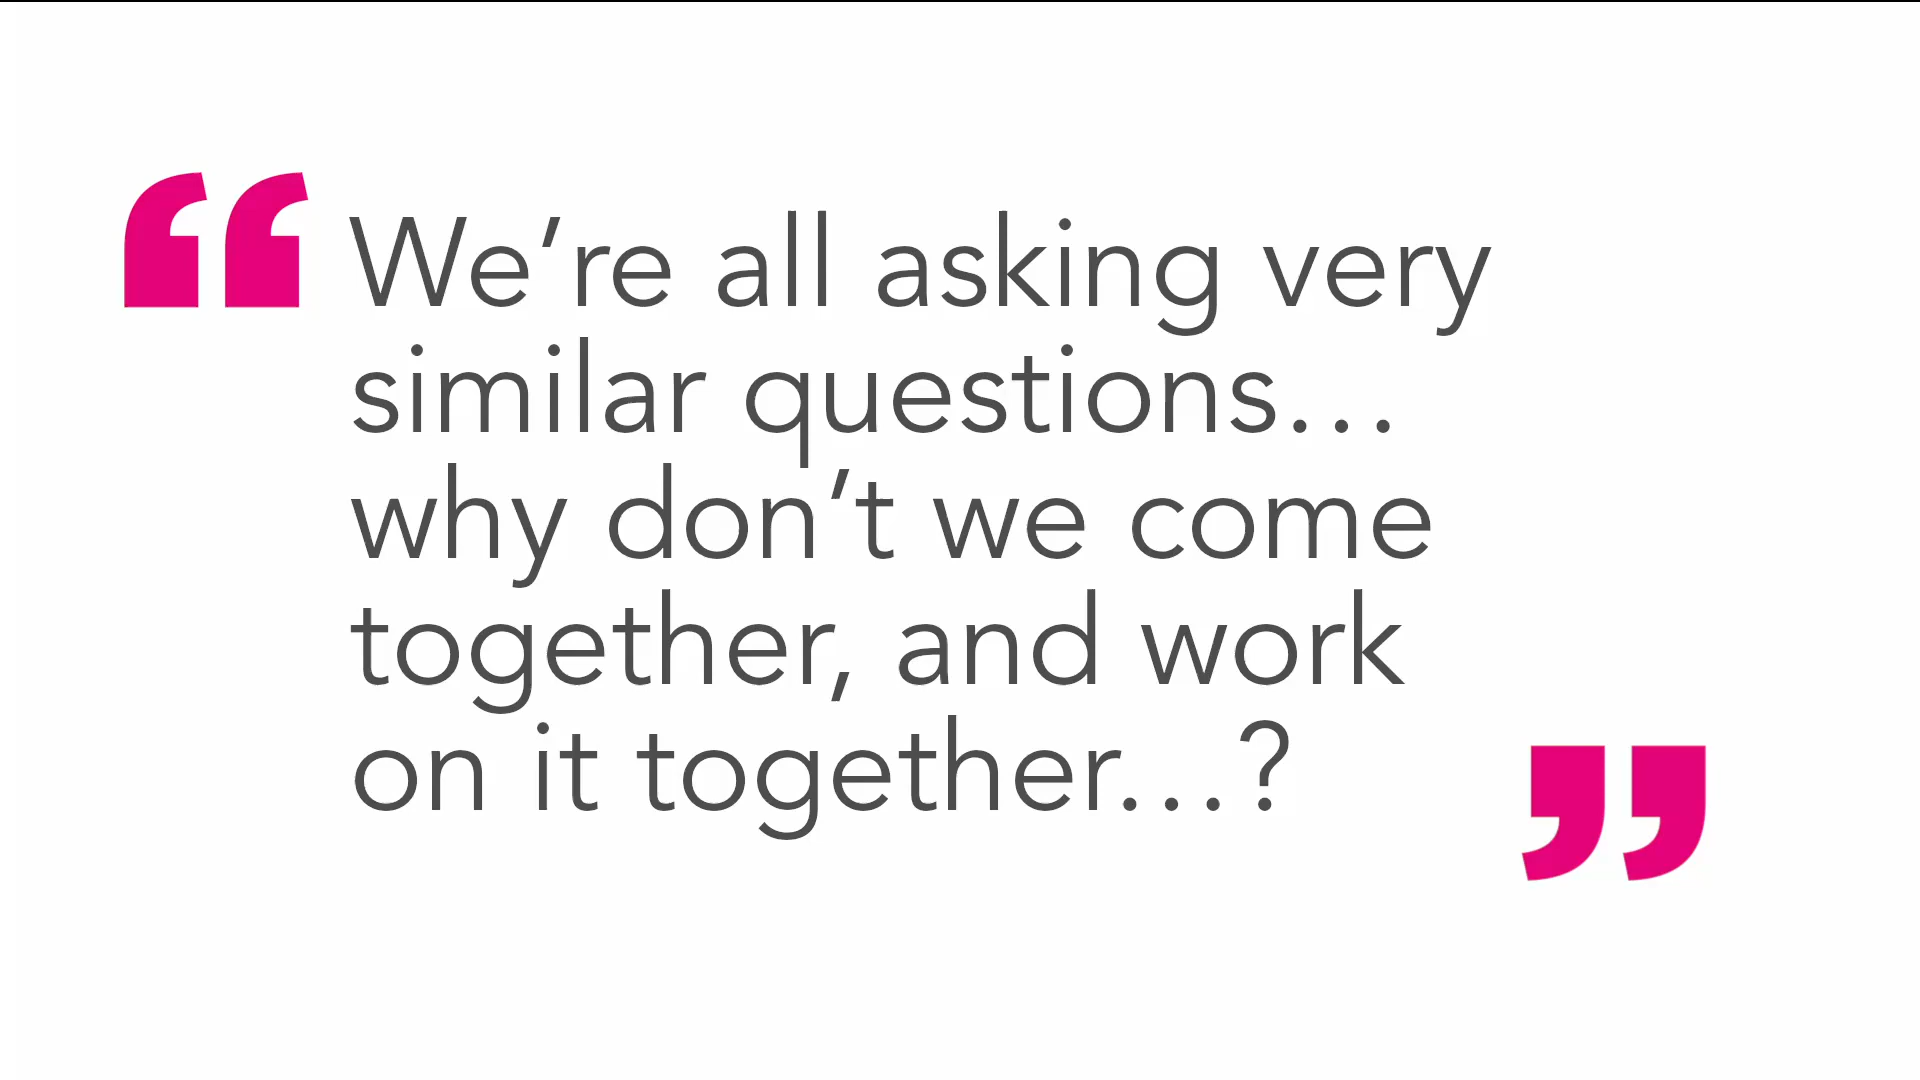 “We’re all asking very
similar questions...
why don’t we come
together, and work
on it together...?”